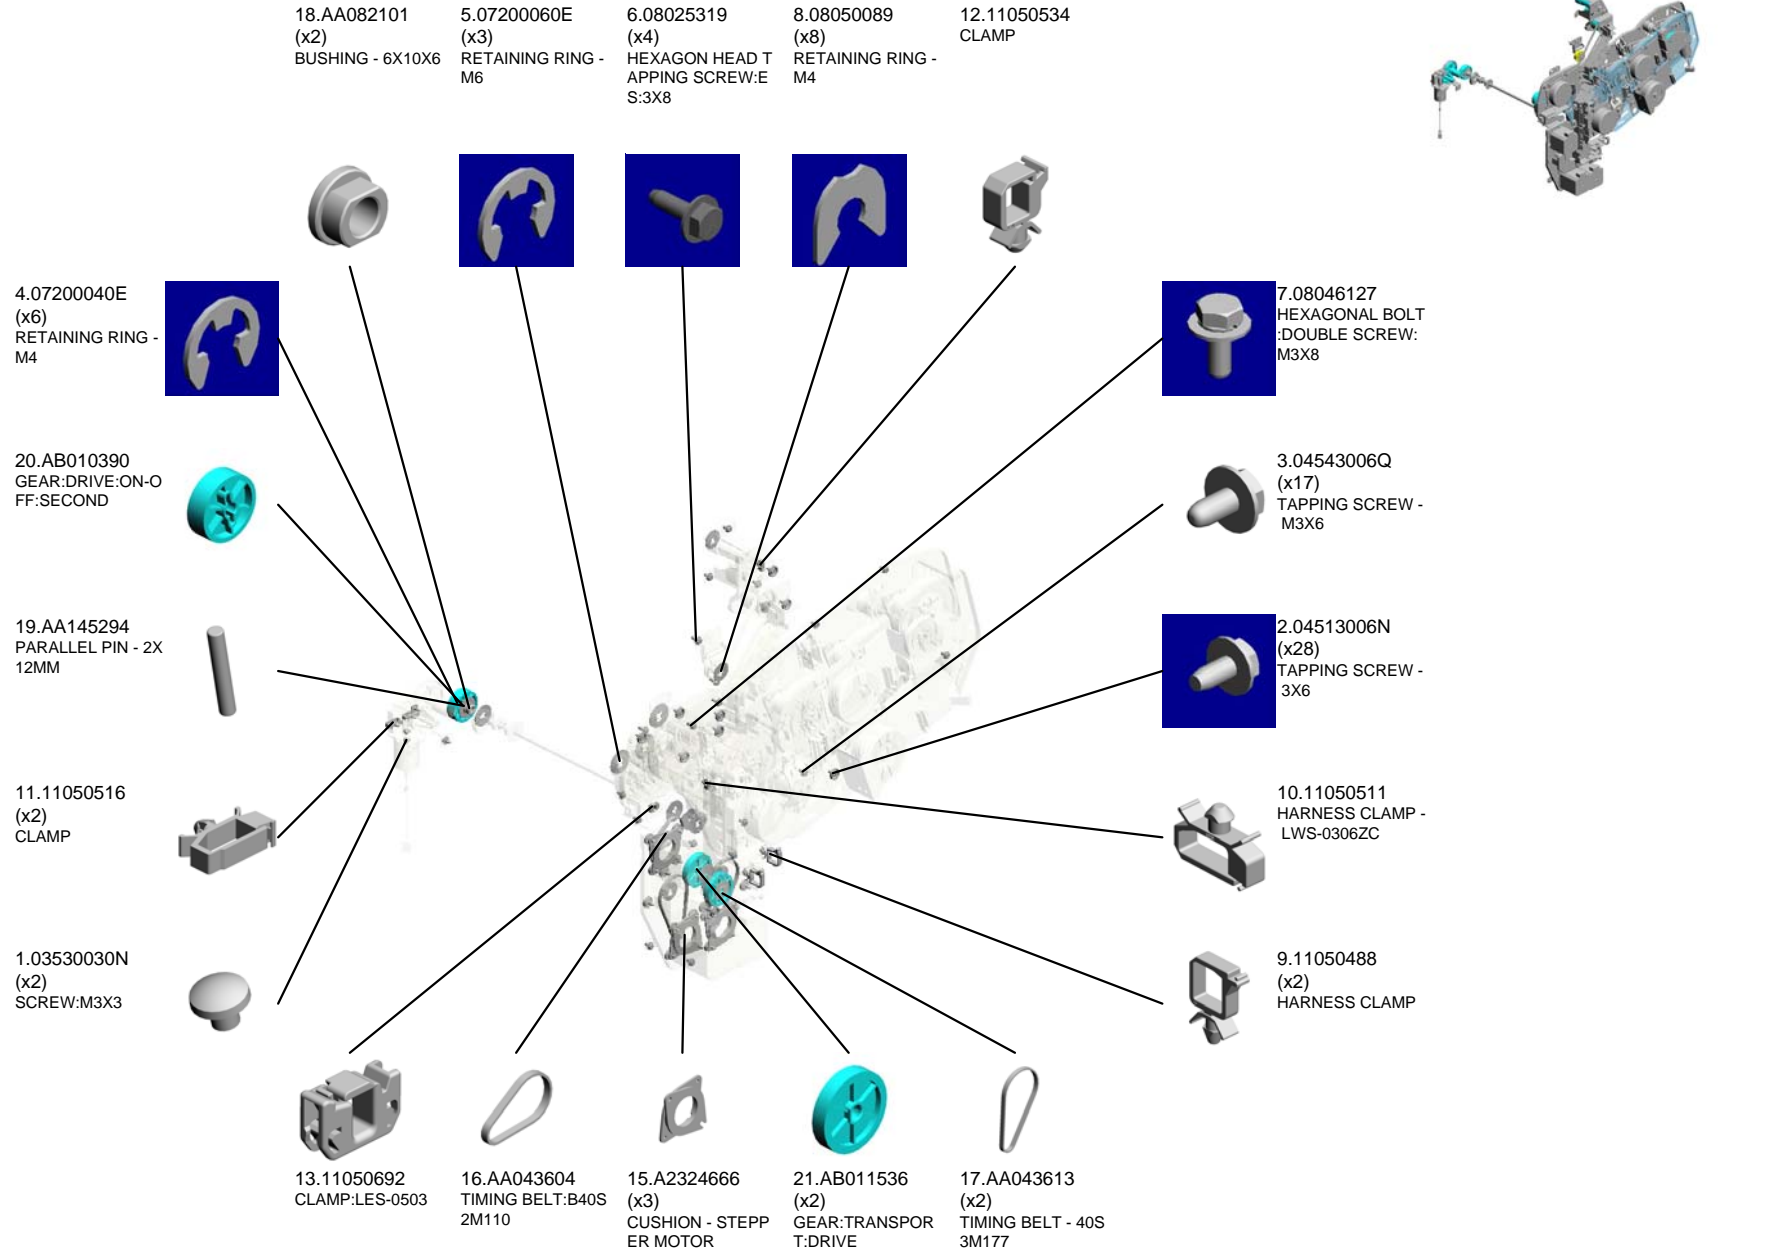 18.AA082101
(x2)
BUSHING - 6X10X6
5.07200060E
(x3)
RETAINING RING -
M6
6.08025319
(x4)
HEXAGON HEAD T
APPING SCREW:E
S:3X8
8.08050089
(x8)
RETAINING RING -
M4
12.11050534
CLAMP
4.07200040E
(x6)
RETAINING RING -
M4
7.08046127
HEXAGONAL BOLT
:DOUBLE SCREW:
M3X8
20.AB010390
GEAR:DRIVE:ON-O
FF:SECOND
3.04543006Q
(x17)
TAPPING SCREW -
M3X6
19.AA145294
PARALLEL PIN - 2X
12MM
2.04513006N
(x28)
TAPPING SCREW -
3X6
11.11050516
(x2)
CLAMP
10.11050511
HARNESS CLAMP -
LWS-0306ZC
1.03530030N
(x2)
SCREW:M3X3
9.11050488
(x2)
HARNESS CLAMP
13.11050692
CLAMP:LES-0503
16.AA043604
TIMING BELT:B40S
2M110
15.A2324666
(x3)
CUSHION - STEPP
ER MOTOR
21.AB011536
(x2)
GEAR:TRANSPOR
T:DRIVE
17.AA043613
(x2)
TIMING BELT - 40S
3M177